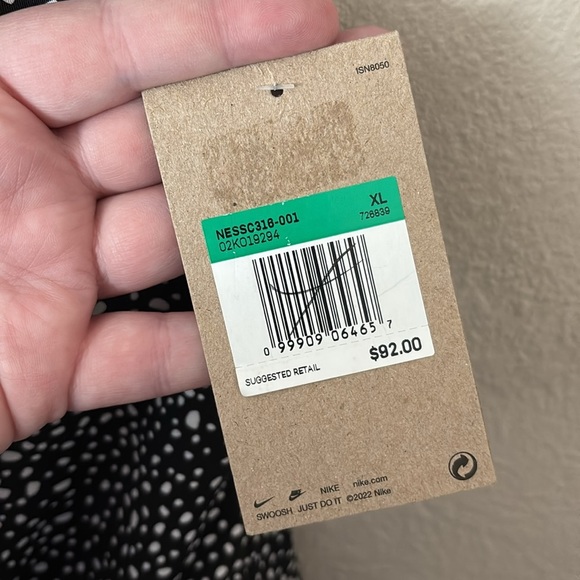 1SN8050
NESSC316-001
XL
02K019294
726839
0 99909 06465 7
SUGGESTED RETAIL
$92.00
NIKE nike.com
SWOOSH JUST DO IT ©2022 Nike